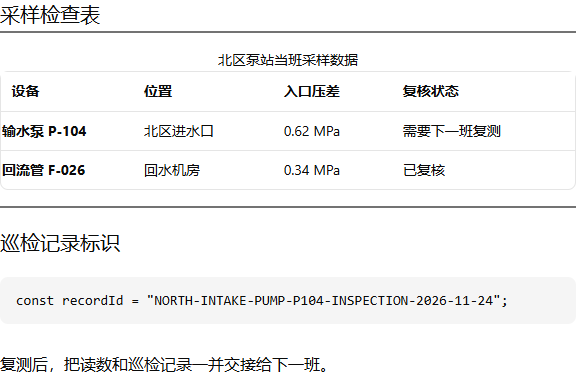 采样检查表
北区泵站当班采样数据
设备 位置 入口压差 复核状态
输水泵 P-104 北区进水口 0.62 MPa 需要下一班复测
回流管 F-026 回水机房 0.34 MPa 已复核
巡检记录标识
const recordId = "NORTH-INTAKE-PUMP-P104-INSPECTION-2026-11-24";
复测后，把读数和巡检记录一并交接给下一班。